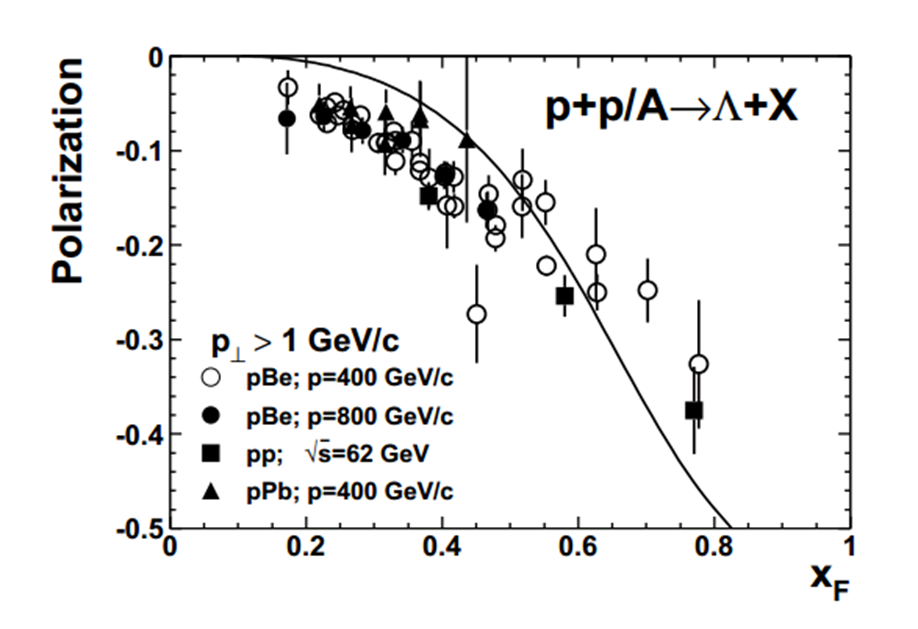 Polarization
0
-0.1
-0.2
-0.3
-0.4
-0.5
p+p/A→Λ+X
p⊥ > 1 GeV/c
pBe; p=400 GeV/c
pBe; p=800 GeV/c
pp; √s=62 GeV
pPb; p=400 GeV/c
0 0.2 0.4 0.6 0.8 1
xF